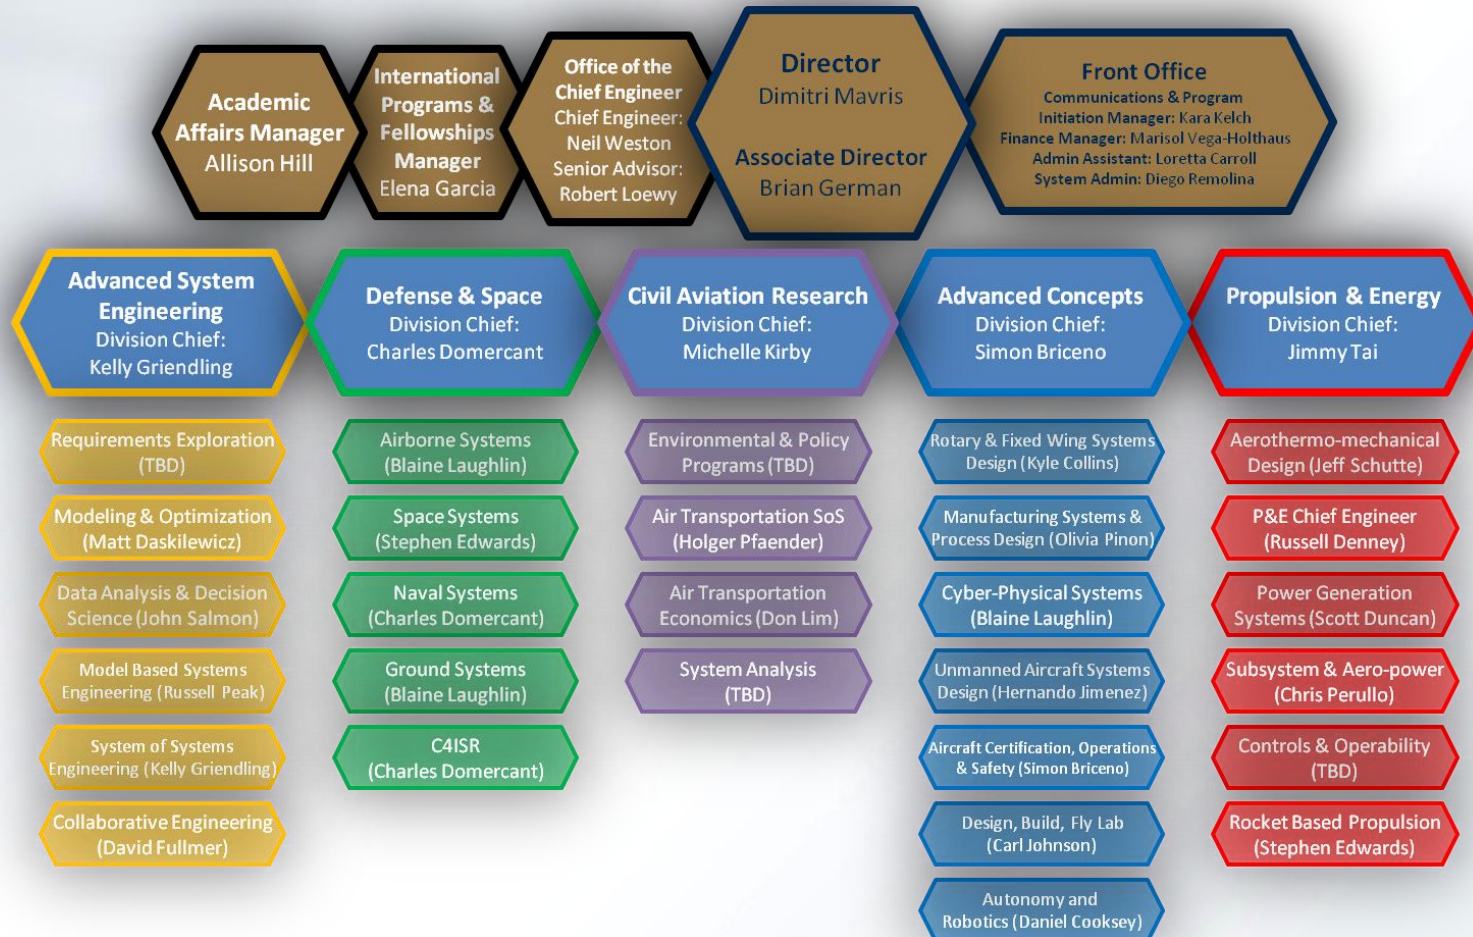 Academic
Affairs Manager
Allison Hill
International
Programs &
Fellowships
Manager
Elena Garcia
Office of the
Chief Engineer
Chief Engineer:
Neil Weston
Senior Advisor:
Robert Loewy
Director
Dimitri Mavris
Associate Director
Brian German
Front Office
Communications & Program
Initiation Manager: Kara Kelch
Finance Manager: Marisol Vega-Holthaus
Admin Assistant: Loretta Carroll
System Admin: Diego Remolina
Advanced System
Engineering
Division Chief:
Kelly Griendling
Defense & Space
Division Chief:
Charles Domercant
Civil Aviation Research
Division Chief:
Michelle Kirby
Advanced Concepts
Division Chief:
Simon Briceno
Propulsion & Energy
Division Chief:
Jimmy Tai
Requirements Exploration
(TBD)
Modeling & Optimization
(Matt Daskilewicz)
Data Analysis & Decision
Science (John Salmon)
Model Based Systems
Engineering (Russell Peak)
System of Systems
Engineering (Kelly Griendling)
Collaborative Engineering
(David Fullmer)
Airborne Systems
(Blaine Laughlin)
Space Systems
(Stephen Edwards)
Naval Systems
(Charles Domercant)
Ground Systems
(Blaine Laughlin)
C4ISR
(Charles Domercant)
Environmental & Policy
Programs (TBD)
Air Transportation SoS
(Holger Pfaender)
Air Transportation
Economics (Don Lim)
System Analysis
(TBD)
Rotary & Fixed Wing Systems
Design (Kyle Collins)
Manufacturing Systems &
Process Design (Olivia Pinon)
Cyber-Physical Systems
(Blaine Laughlin)
Unmanned Aircraft Systems
Design (Hernando Jimenez)
Aircraft Certification, Operations
& Safety (Simon Briceno)
Design, Build, Fly Lab
(Carl Johnson)
Autonomy and
Robotics (Daniel Cooksey)
Aerothermo-mechanical
Design (Jeff Schutte)
P&E Chief Engineer
(Russell Denney)
Power Generation
Systems (Scott Duncan)
Subsystem & Aero-power
(Chris Perullo)
Controls & Operability
(TBD)
Rocket Based Propulsion
(Stephen Edwards)